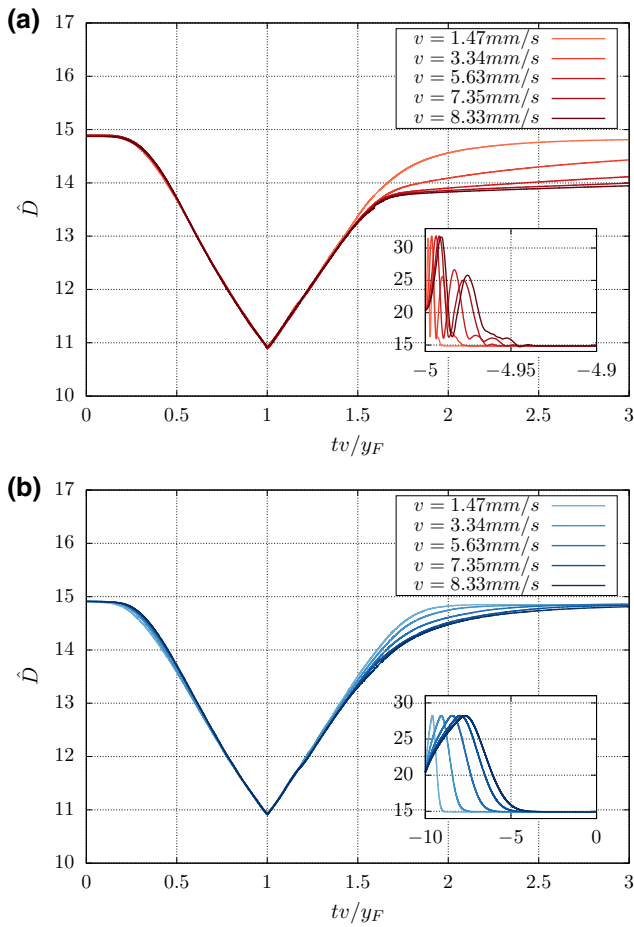 (a)
17
16
15
14
13
12
11
10
D̂
v = 1.47mm/s
v = 3.34mm/s
v = 5.63mm/s
v = 7.35mm/s
v = 8.33mm/s
30
25
20
15
−5 −4.95 −4.9
0 0.5 1 1.5 2 2.5 3
tv/y_F
(b)
17
16
15
14
13
12
11
10
D̂
v = 1.47mm/s
v = 3.34mm/s
v = 5.63mm/s
v = 7.35mm/s
v = 8.33mm/s
30
25
20
15
−10 −5 0
0 0.5 1 1.5 2 2.5 3
tv/y_F